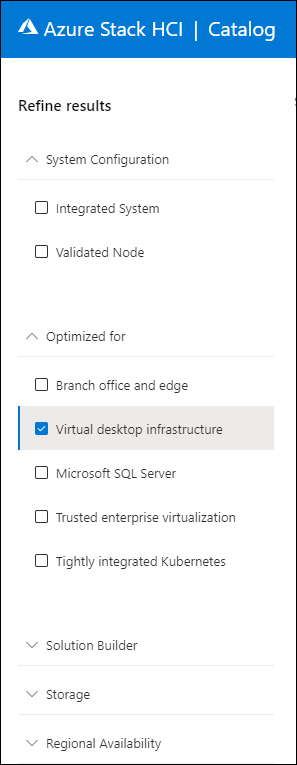 Azure Stack HCI | Catalog
Refine results
System Configuration
Integrated System
Validated Node
Optimized for
Branch office and edge
Virtual desktop infrastructure
Microsoft SQL Server
Trusted enterprise virtualization
Tightly integrated Kubernetes
Solution Builder
Storage
Regional Availability